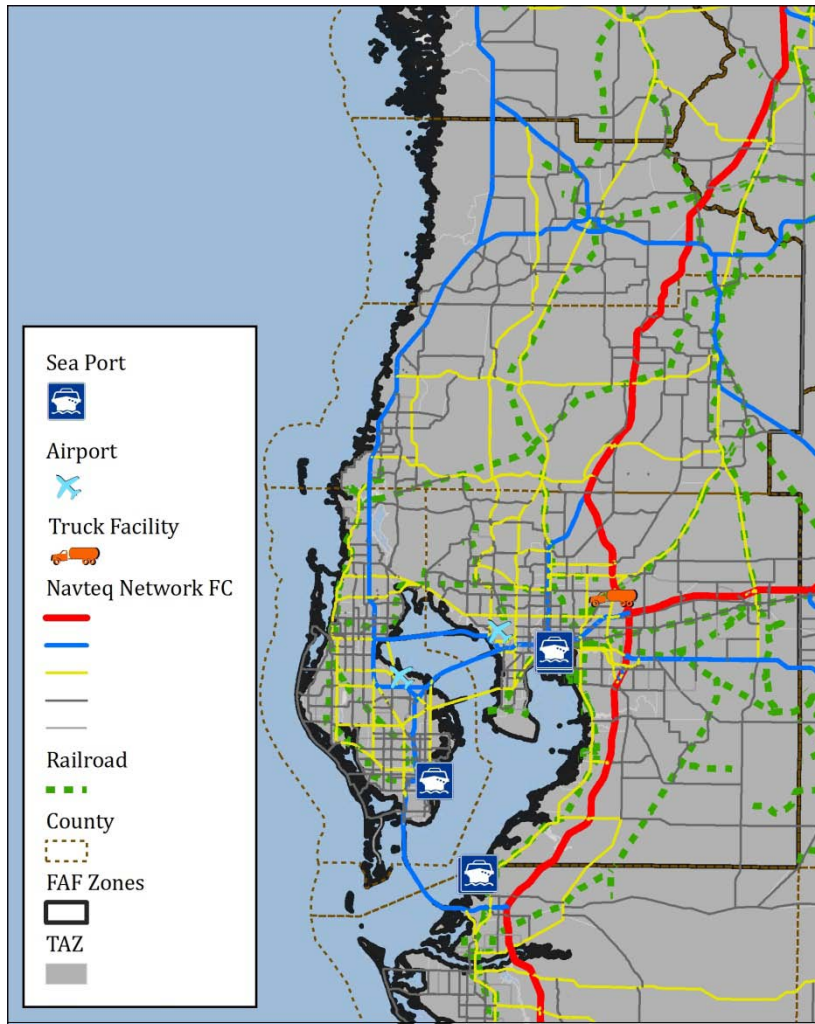 Sea Port
Airport
Truck Facility
Navteq Network FC
Railroad
County
FAF Zones
TAZ